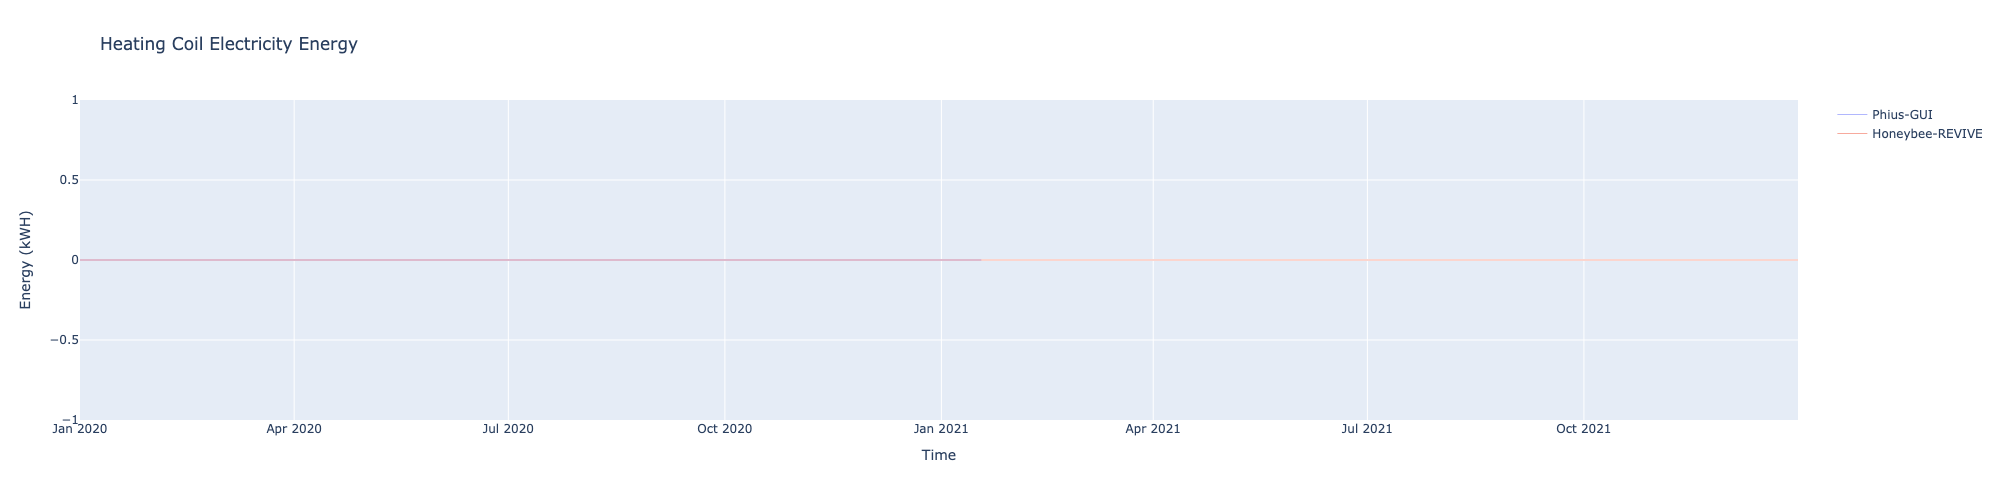 Heating Coil Electricity Energy
1
0.5
0
−0.5
−1
Energy (kWH)
Jan 2020 Apr 2020 Jul 2020 Oct 2020 Jan 2021 Apr 2021 Jul 2021 Oct 2021
Time
Phius-GUI
Honeybee-REVIVE